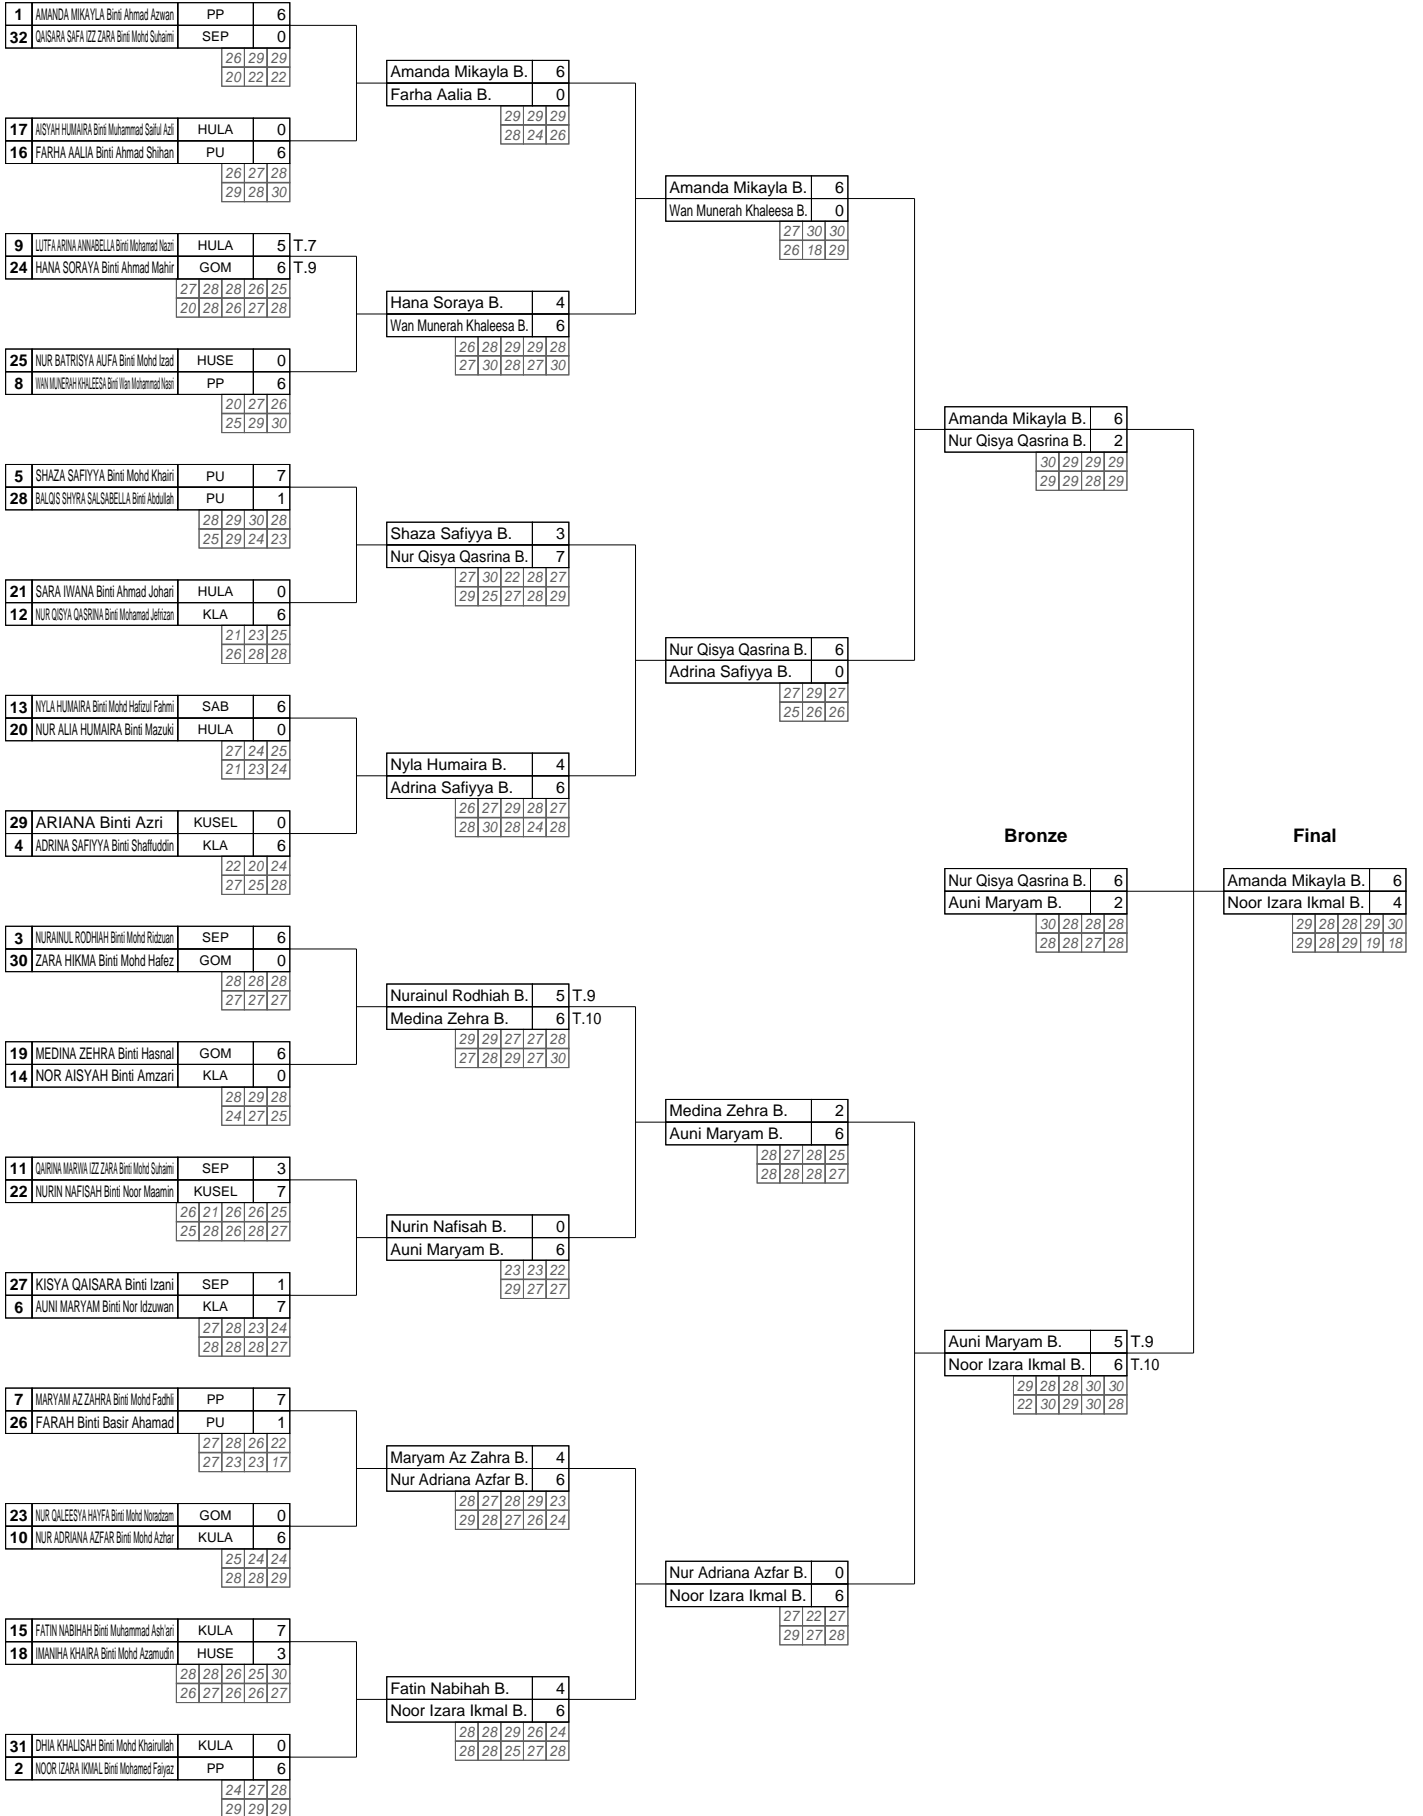 1 AMANDA MIKAYLA Binti Ahmad Azwan PP 6
32 QAISARA SAFA IZZ ZARA Binti Mohd Suhaimi SEP 0
26 29 29
20 22 22
17 AISYAH HUMAIRA Binti Muhammad Saiful Azli HULA 0
16 FARHA AALIA Binti Ahmad Shihan PU 6
26 27 28
29 28 30
9 LUTFA ARINA ANNABELLA Binti Mohamad Nazri HULA 5 T.7
24 HANA SORAYA Binti Ahmad Mahir GOM 6 T.9
27 28 28 26 25
20 28 26 27 28
25 NUR BATRISYA AUFA Binti Mohd Izad HUSE 0
8 WAN MUNERAH KHALEESA Binti Wan Mohammad Nasri PP 6
20 27 26
25 29 30
5 SHAZA SAFIYYA Binti Mohd Khairi PU 7
28 BALQIS SHYRA SALSABELLA Binti Abdullah PU 1
28 29 30 28
25 29 24 23
21 SARA IWANA Binti Ahmad Johari HULA 0
12 NUR QISYA QASRINA Binti Mohamad Jefrizan KLA 6
21 23 25
26 28 28
13 NYLA HUMAIRA Binti Mohd Hafizul Fahmi SAB 6
20 NUR ALIA HUMAIRA Binti Mazuki HULA 0
27 24 25
21 23 24
29 ARIANA Binti Azri KUSEL 0
4 ADRINA SAFIYYA Binti Shaffuddin KLA 6
22 20 24
27 25 28
3 NURAINUL RODHIAH Binti Mohd Ridzuan SEP 6
30 ZARA HIKMA Binti Mohd Hafez GOM 0
28 28 28
27 27 27
19 MEDINA ZEHRA Binti Hasnal GOM 6
14 NOR AISYAH Binti Amzari KLA 0
28 29 28
24 27 25
11 QAIRINA MARWA IZZ ZARA Binti Mohd Suhaimi SEP 3
22 NURIN NAFISAH Binti Noor Maamin KUSEL 7
26 21 26 26 25
25 28 26 28 27
27 KISYA QAISARA Binti Izani SEP 1
6 AUNI MARYAM Binti Nor Idzuwan KLA 7
27 28 23 24
28 28 28 27
7 MARYAM AZ ZAHRA Binti Mohd Fadhli PP 7
26 FARAH Binti Basir Ahamad PU 1
27 28 26 22
27 23 23 17
23 NUR QALEESYA HAYFA Binti Mohd Noradzam GOM 0
10 NUR ADRIANA AZFAR Binti Mohd Azhar KULA 6
25 24 24
28 28 29
15 FATIN NABIHAH Binti Muhammad Ash'ari KULA 7
18 IMANIHA KHAIRA Binti Mohd Azamudin HUSE 3
28 28 26 25 30
26 27 26 26 27
31 DHIA KHALISAH Binti Mohd Khairullah KULA 0
2 NOOR IZARA IKMAL Binti Mohamed Faiyaz PP 6
24 27 28
29 29 29
Amanda Mikayla B. 6
Farha Aalia B. 0
29 29 29
28 24 26
Hana Soraya B. 4
Wan Munerah Khaleesa B. 6
26 28 29 29 28
27 30 28 27 30
Shaza Safiyya B. 3
Nur Qisya Qasrina B. 7
27 30 22 28 27
29 25 27 28 29
Nyla Humaira B. 4
Adrina Safiyya B. 6
26 27 29 28 27
28 30 28 24 28
Nurainul Rodhiah B. 5 T.9
Medina Zehra B. 6 T.10
29 29 27 27 28
27 28 29 27 30
Nurin Nafisah B. 0
Auni Maryam B. 6
23 23 22
29 27 27
Maryam Az Zahra B. 4
Nur Adriana Azfar B. 6
28 27 28 29 23
29 28 27 26 24
Fatin Nabihah B. 4
Noor Izara Ikmal B. 6
28 28 29 26 24
28 28 25 27 28
Amanda Mikayla B. 6
Wan Munerah Khaleesa B. 0
27 30 30
26 18 29
Nur Qisya Qasrina B. 6
Adrina Safiyya B. 0
27 29 27
25 26 26
Medina Zehra B. 2
Auni Maryam B. 6
28 27 28 25
28 28 28 27
Nur Adriana Azfar B. 0
Noor Izara Ikmal B. 6
27 22 27
29 27 28
Amanda Mikayla B. 6
Nur Qisya Qasrina B. 2
30 29 29 29
29 29 28 29
Auni Maryam B. 5 T.9
Noor Izara Ikmal B. 6 T.10
29 28 28 30 30
22 30 29 30 28
Bronze
Nur Qisya Qasrina B. 6
Auni Maryam B. 2
30 28 28 28
28 28 27 28
Final
Amanda Mikayla B. 6
Noor Izara Ikmal B. 4
29 28 28 29 30
29 28 29 19 18